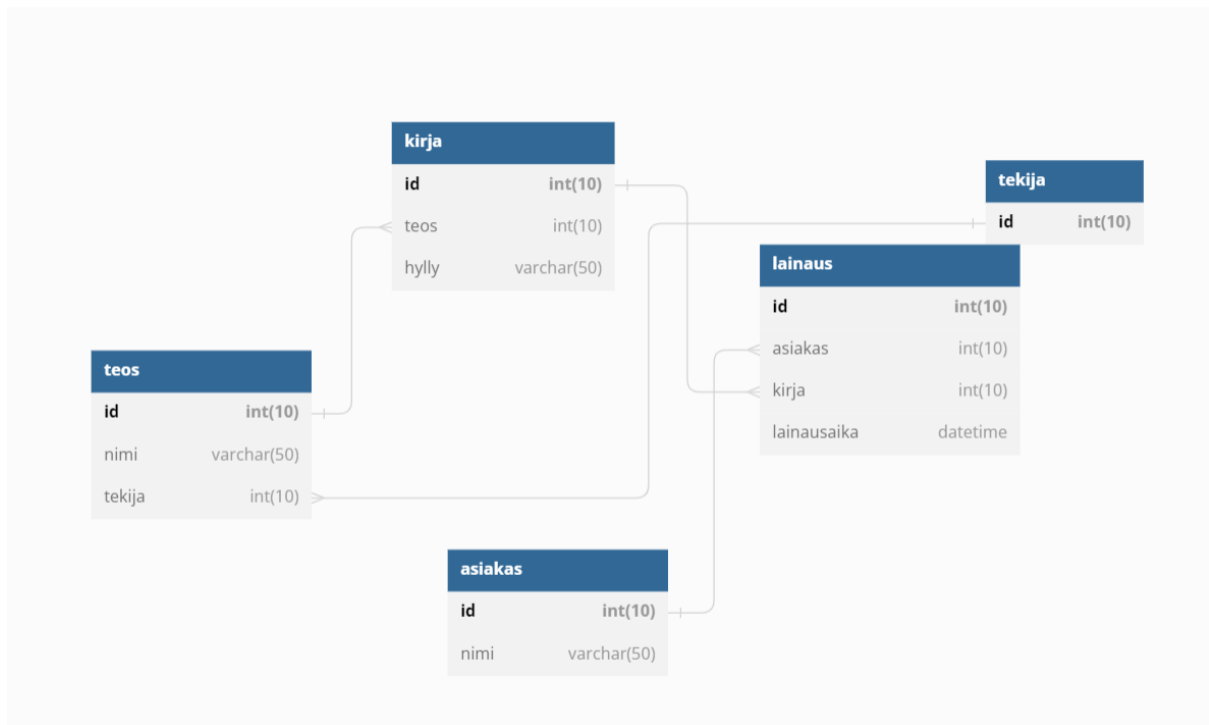 kirja
id int(10)
teos int(10)
hylly varchar(50)
tekija
id int(10)
lainaus
id int(10)
asiakas int(10)
kirja int(10)
lainausaika datetime
teos
id int(10)
nimi varchar(50)
tekija int(10)
asiakas
id int(10)
nimi varchar(50)